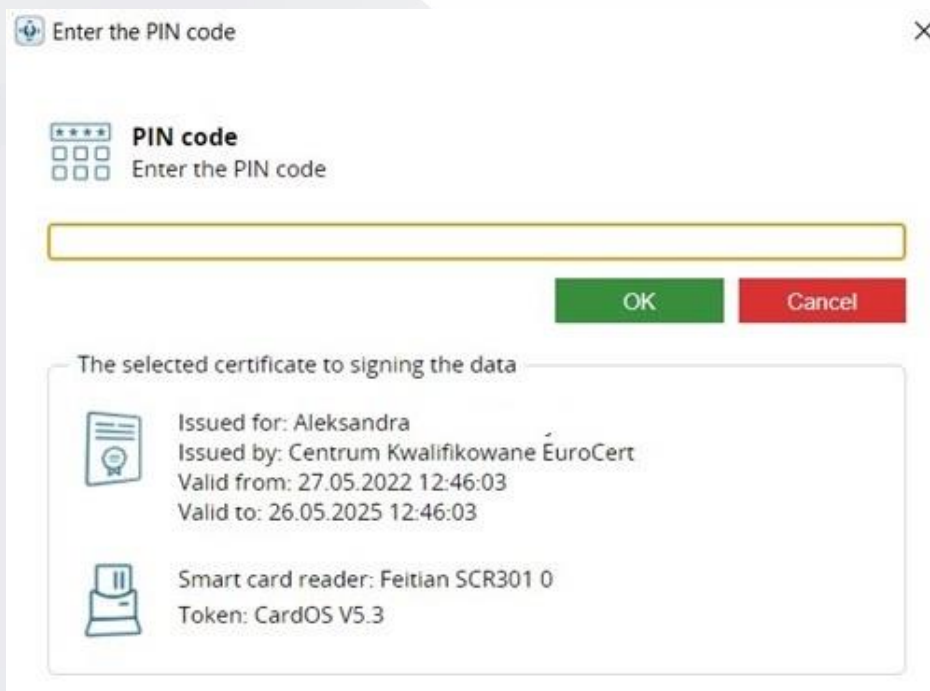 Enter the PIN code
PIN code
Enter the PIN code
OK
Cancel
The selected certificate to signing the data
Issued for: Aleksandra
Issued by: Centrum Kwalifikowane EuroCert
Valid from: 27.05.2022 12:46:03
Valid to: 26.05.2025 12:46:03
Smart card reader: Feitian SCR301 0
Token: CardOS V5.3